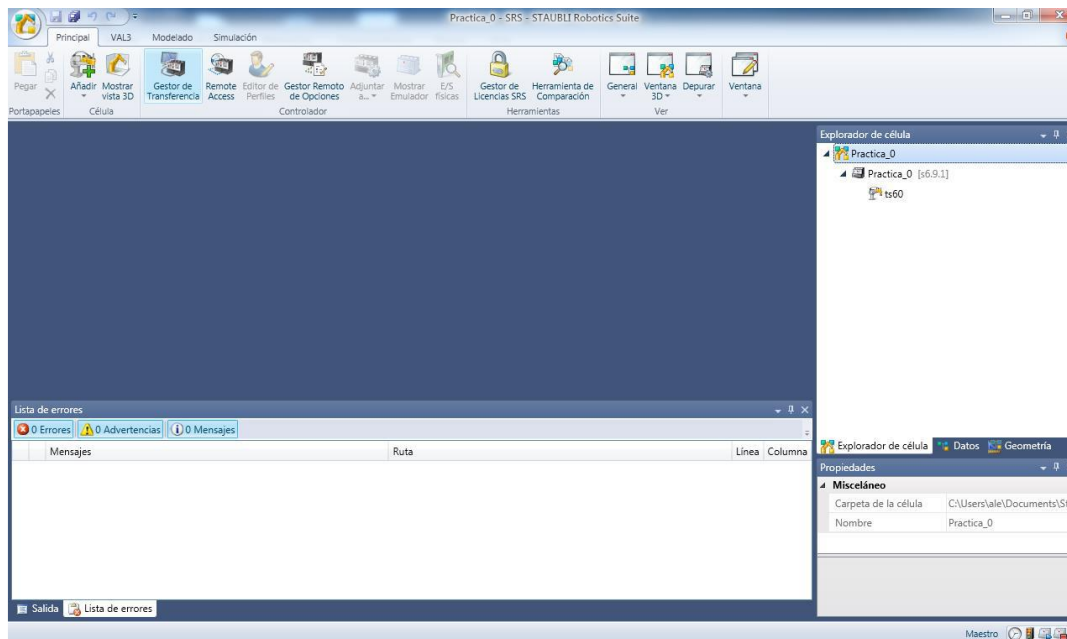 Practica_0 - SRS - STAUBLI Robotics Suite
Principal VAL3 Modelado Simulación
Pegar
Añadir
Mostrar vista 3D
Gestor de Transferencia
Remote Access
Editor de Perfiles
Gestor Remoto de Opciones
Adjuntar a...
Mostrar Emulador
E/S físicas
Gestor de Licencias SRS
Herramienta de Comparación
General
Ventana 3D
Depurar
Ventana
Portapapeles Célula Controlador Herramientas Ver
Explorador de célula
Practica_0
Practica_0 [s6.9.1]
ts60
Lista de errores
0 Errores 0 Advertencias 0 Mensajes
Mensajes Ruta Línea Columna
Explorador de célula Datos Geometría
Propiedades
Misceláneo
Carpeta de la célula C:\Users\ale\Documents\St
Nombre Practica_0
Salida Lista de errores
Maestro